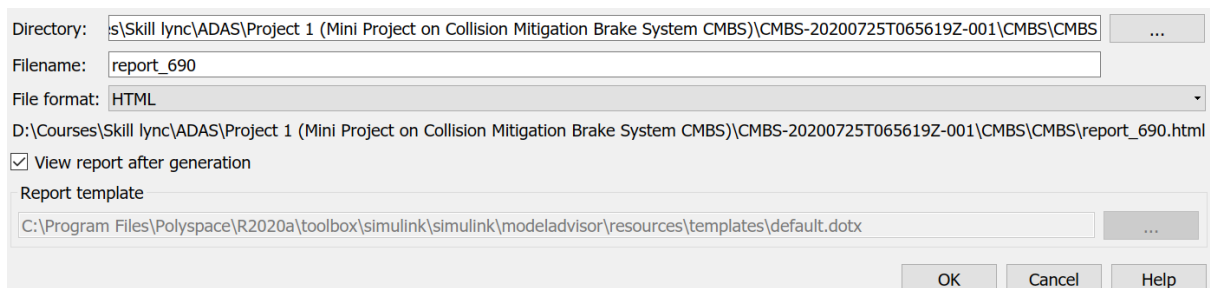 Directory: s\Skill lync\ADAS\Project 1 (Mini Project on Collision Mitigation Brake System CMBS)\CMBS-20200725T065619Z-001\CMBS\CMBS ...
Filename: report_690
File format: HTML
D:\Courses\Skill lync\ADAS\Project 1 (Mini Project on Collision Mitigation Brake System CMBS)\CMBS-20200725T065619Z-001\CMBS\CMBS\report_690.html
View report after generation
Report template
C:\Program Files\Polyspace\R2020a\toolbox\simulink\simulink\modeladvisor\resources\templates\default.dotx ...
OK Cancel Help